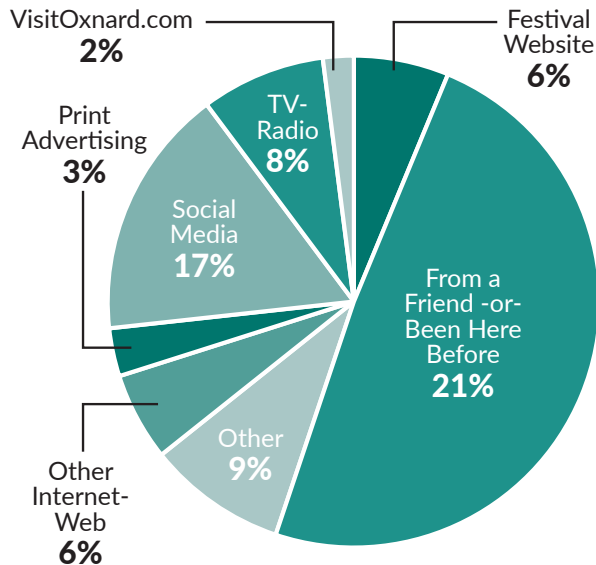 VisitOxnard.com
2%
Festival
Website
6%
Print
Advertising
3%
TV-
Radio
8%
Social
Media
17%
From a
Friend -or-
Been Here
Before
21%
Other
9%
Other
Internet-
Web
6%